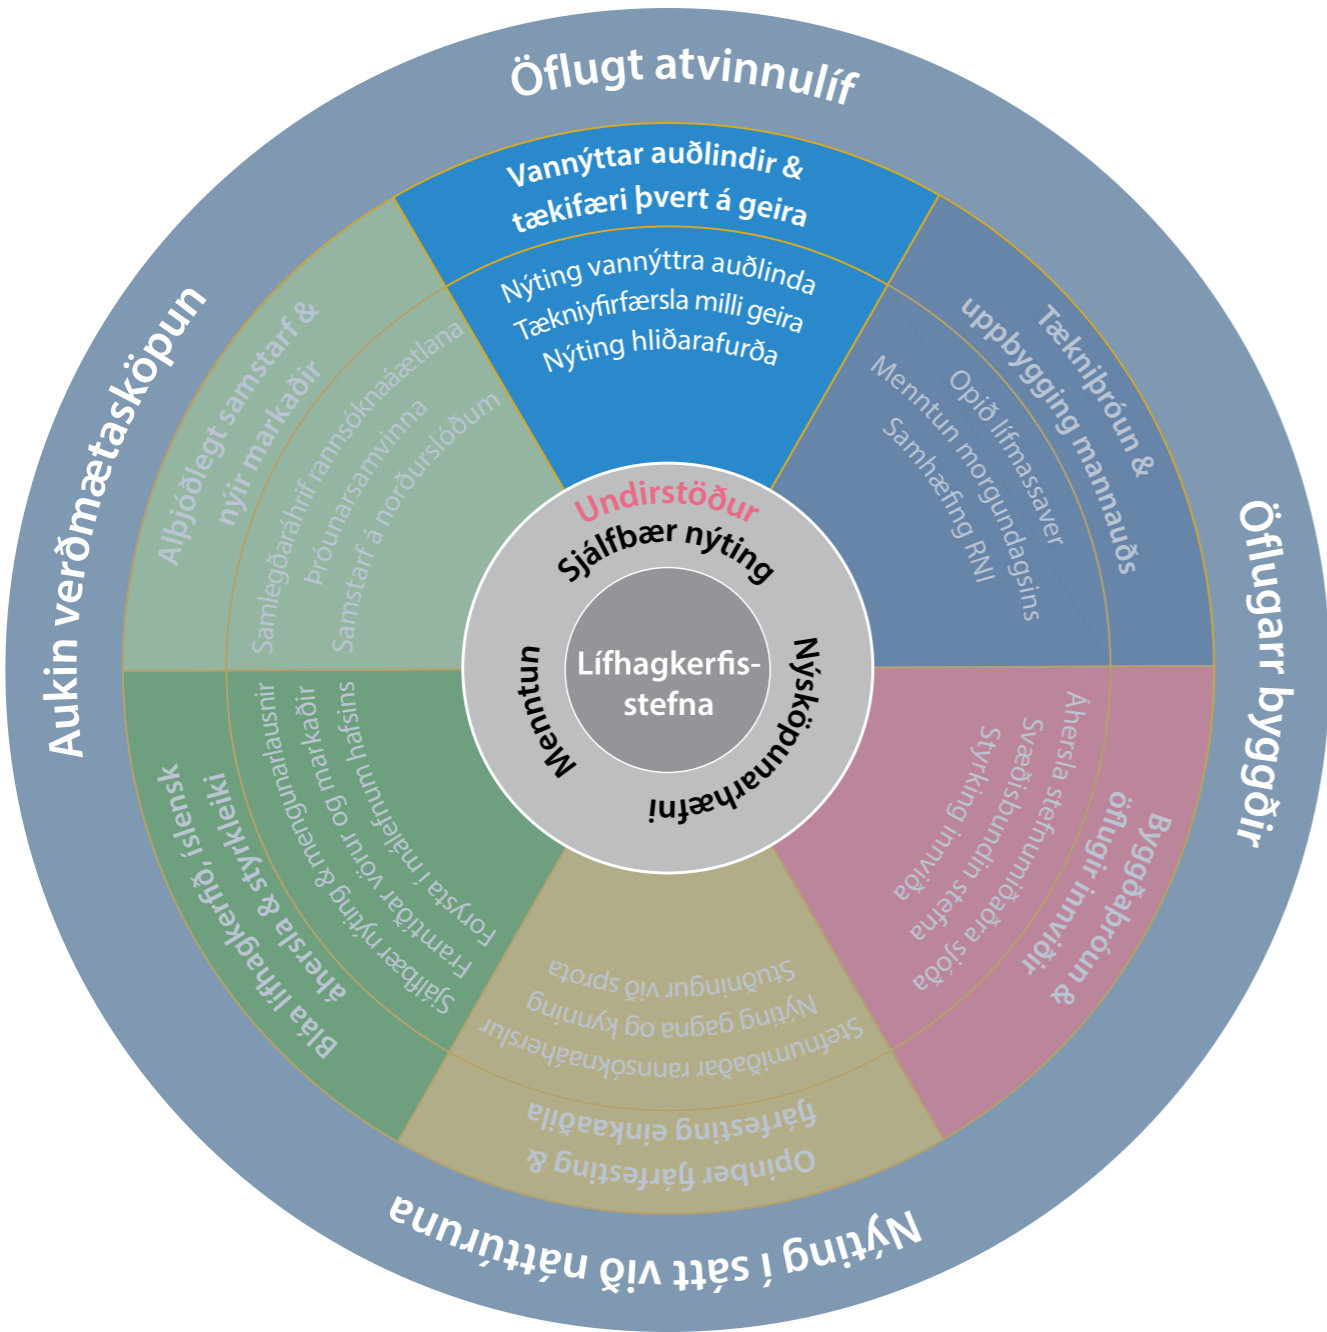 Öflugt atvinnulíf
Vannýttar auðlindir &
tækifæri þvert á geira
Nýting vannýttra auðlinda
Tækniyfirfærsla milli geira
Nýting hliðarafurða
Tækniþróun &
uppbygging mannauðs
Opið lífmassaver
Menntun morgundagsins
Samhæfing RNI
Öflugarr byggðir
Byggðaþróun &
öflugir innviðir
Áhersla stefnumiðaðra sjóða
Svæðisbundin stefna
Styrking innviða
Nýting í sátt við náttúruna
Opinber fjárfesting &
fjárfesting einkaaðila
Stefnumiðaðar rannsóknaáherslur
Nýting gagna og kynning
Stuðningur við sprota
Bláa lífhagkerfið, íslensk
áhersla & styrkleiki
Sjálfbær nýting & mengunarlausnir
Framtíðar vörur og markaðir
Forysta í málefnum hafsins
Aukin verðmætasköpun
Alþjóðlegt samstarf &
nýir markaðir
Samlegðaráhrif rannsóknaáætlana
Þróunarsamvinna
Samstarf á norðurslóðum
Undirstöður
Sjálfbær nýting
Nýsköpunarhæfni
Menntun
Lífhagkerfis-
stefna